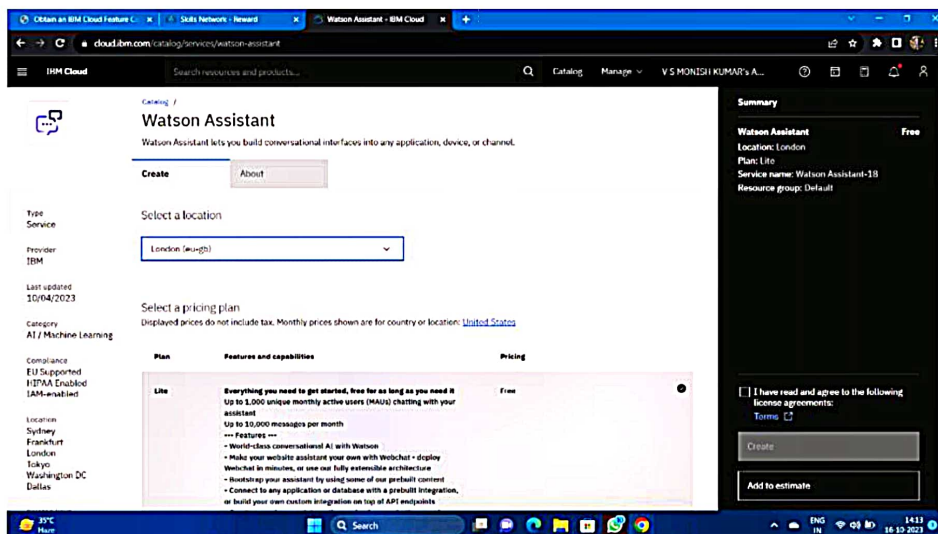 Obtain an IBM Cloud Feature C
Skills Network - Reward
Watson Assistant - IBM Cloud
cloud.ibm.com/catalog/services/watson-assistant
IBM Cloud
Search resources and products...
Catalog
Manage
V S MONISH KUMAR's A...
Catalog /
Watson Assistant
Watson Assistant lets you build conversational interfaces into any application, device, or channel.
Create
About
Type
Service
Provider
IBM
Last updated
10/04/2023
Category
AI / Machine Learning
Compliance
EU Supported
HIPAA Enabled
IAM-enabled
Location
Sydney
Frankfurt
London
Tokyo
Washington DC
Dallas
Select a location
London (eu-gb)
Select a pricing plan
Displayed prices do not include tax. Monthly prices shown are for country or location: United States
Plan
Features and capabilities
Pricing
Lite
Everything you need to get started, free for as long as you need it
Up to 1,000 unique monthly active users (MAUs) chatting with your
assistant
Up to 10,000 messages per month
--- Features ---
- World-class conversational AI with Watson
- Make your website assistant your own with Webchat - deploy
Webchat in minutes, or use our fully extensible architecture
- Bootstrap your assistant by using some of our prebuilt content
- Connect to any application or database with a prebuilt integration,
or build your own custom integration on top of API endpoints
Free
Summary
Watson Assistant Free
Location: London
Plan: Lite
Service name: Watson Assistant-18
Resource group: Default
I have read and agree to the following
license agreements:
Terms
Create
Add to estimate
35°C
Haze
Search
ENG
IN
14:13
16-10-2023